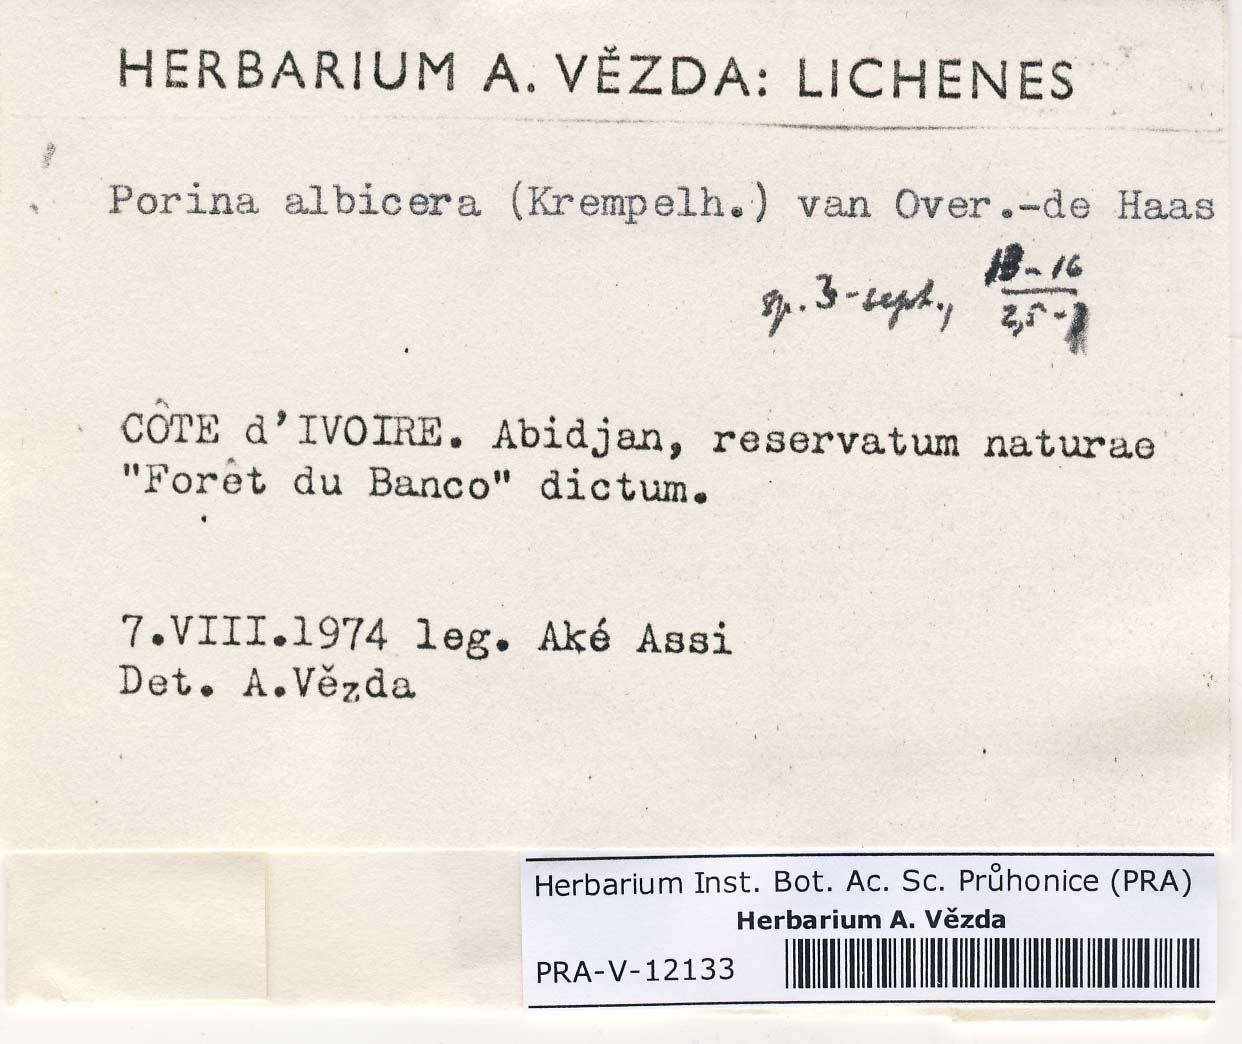 HERBARIUM A. VĚZDA: LICHENES
Porina albicera (Krempelh.) van Over.-de Haas
sp. 3-sept., 13-16
2,5-
CÔTE d'IVOIRE. Abidjan, reservatum naturae
"Forêt du Banco" dictum.
7.VIII.1974 leg. Aké Assi
Det. A.Vězda
Herbarium Inst. Bot. Ac. Sc. Průhonice (PRA)
Herbarium A. Vězda
PRA-V-12133